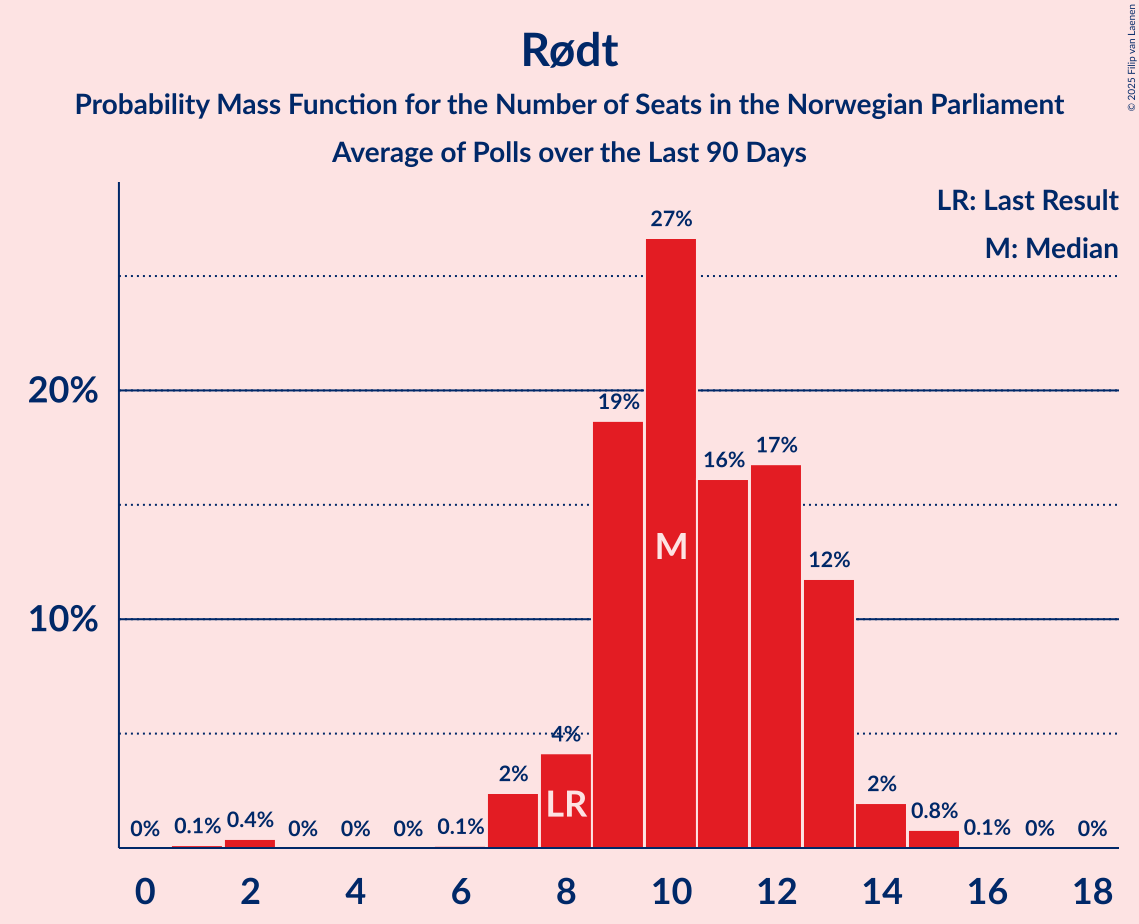 © 2025 Filip van Laenen
Rødt
Probability Mass Function for the Number of Seats in the Norwegian Parliament
Average of Polls over the Last 90 Days
LR: Last Result
M: Median
20%
10%
0% 0.1% 0.4% 0% 0% 0% 0.1% 2% 4% 19% 27% 16% 17% 12% 2% 0.8% 0.1% 0% 0%
M
LR
0 2 4 6 8 10 12 14 16 18